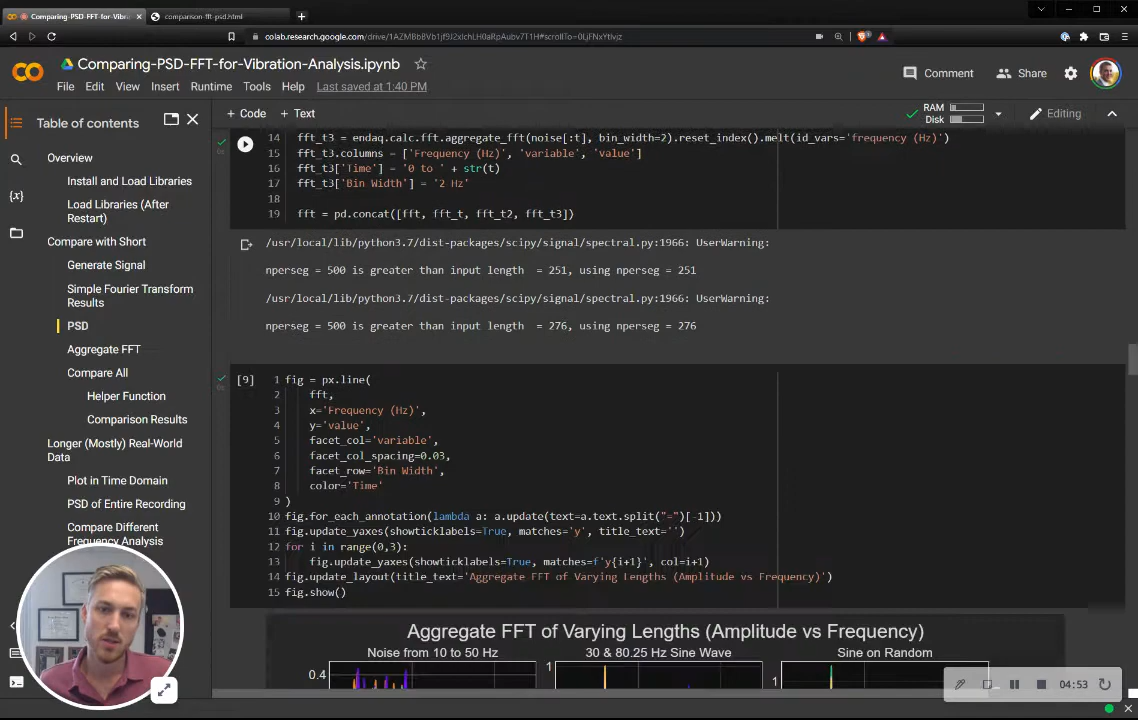 Comparing-PSD-FFT-for-Vibrat
comparison-fft-psd.html
colab.research.google.com/drive/1AZMBbBVb1jf9J2xIchLH0aRpAubv7T1H#scrollTo=0LjFNxYtivjz
Comparing-PSD-FFT-for-Vibration-Analysis.ipynb
Comment
Share
File Edit View Insert Runtime Tools Help Last saved at 1:40 PM
Table of contents
+ Code + Text
RAM
Disk
Editing
Overview
Install and Load Libraries
Load Libraries (After
Restart)
Compare with Short
Generate Signal
Simple Fourier Transform
Results
PSD
Aggregate FFT
Compare All
Helper Function
Comparison Results
Longer (Mostly) Real-World
Data
Plot in Time Domain
PSD of Entire Recording
Compare Different
Frequency Analysis
14 fft_t3 = endaq.calc.fft.aggregate_fft(noise[:t], bin_width=2).reset_index().melt(id_vars='frequency (Hz)')
15 fft_t3.columns = ['Frequency (Hz)', 'variable', 'value']
16 fft_t3['Time'] = '0 to ' + str(t)
17 fft_t3['Bin Width'] = '2 Hz'
18
19 fft = pd.concat([fft, fft_t, fft_t2, fft_t3])
/usr/local/lib/python3.7/dist-packages/scipy/signal/spectral.py:1966: UserWarning:
nperseg = 500 is greater than input length  = 251, using nperseg = 251
/usr/local/lib/python3.7/dist-packages/scipy/signal/spectral.py:1966: UserWarning:
nperseg = 500 is greater than input length  = 276, using nperseg = 276
[9]
1 fig = px.line(
2 fft,
3 x='Frequency (Hz)',
4 y='value',
5 facet_col='variable',
6 facet_col_spacing=0.03,
7 facet_row='Bin Width',
8 color='Time'
9 )
10 fig.for_each_annotation(lambda a: a.update(text=a.text.split("=")[-1]))
11 fig.update_yaxes(showticklabels=True, matches='y', title_text='')
12 for i in range(0,3):
13 fig.update_yaxes(showticklabels=True, matches=f'y{i+1}', col=i+1)
14 fig.update_layout(title_text='Aggregate FFT of Varying Lengths (Amplitude vs Frequency)')
15 fig.show()
Aggregate FFT of Varying Lengths (Amplitude vs Frequency)
Noise from 10 to 50 Hz
30 & 80.25 Hz Sine Wave
Sine on Random
0.4
1
1
04:53